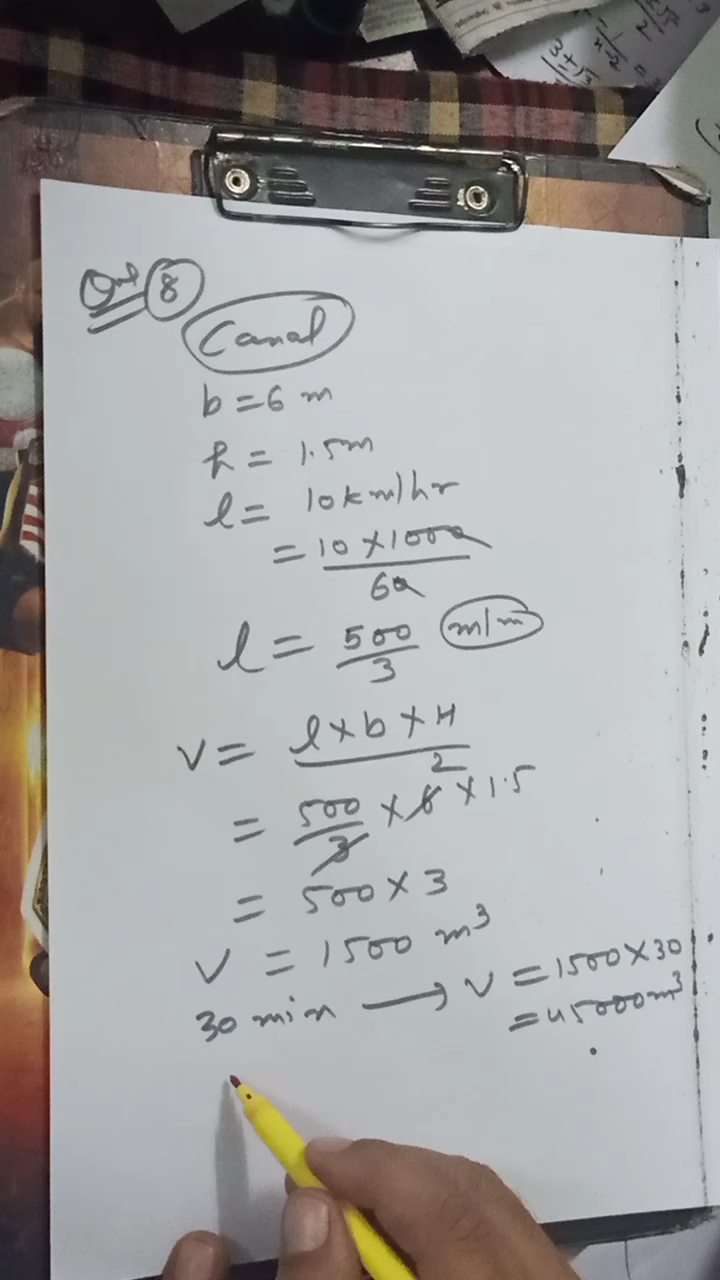 Que 8
Canal
b = 6 m
h = 1.5m
l = 10km/hr
= 10 × 1000
60
l = 500 m/m
3
V = l × b × H
= 500 × 6 × 1.5
3
2
= 500 × 3
V = 1500 m³
30 min → V = 1500 × 30
= 45000m³